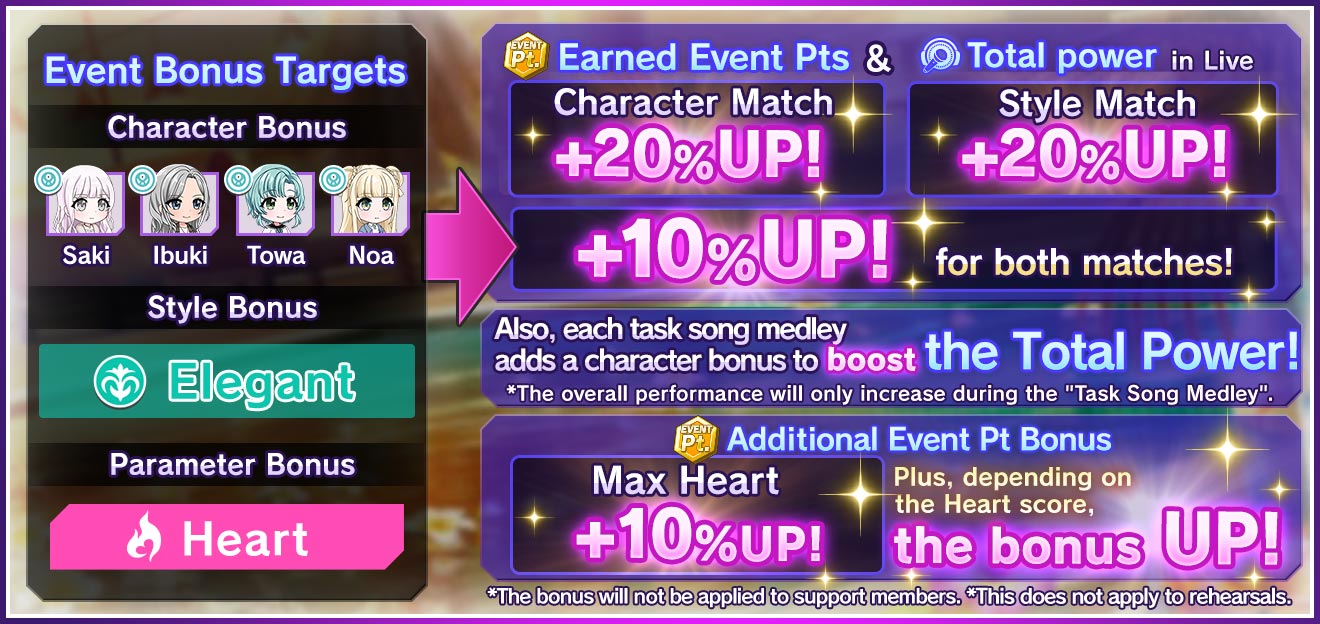 Event Bonus Targets
Character Bonus
Saki
Ibuki
Towa
Noa
Style Bonus
Elegant
Parameter Bonus
Heart
EVENT
Pt.
Earned Event Pts & Total power in Live
Character Match
+20%UP!
Style Match
+20%UP!
+10%UP! for both matches!
Also, each task song medley
adds a character bonus to boost the Total Power!
*The overall performance will only increase during the "Task Song Medley".
EVENT
Pt.
Additional Event Pt Bonus
Max Heart
+10%UP!
Plus, depending on
the Heart score,
the bonus UP!
*The bonus will not be applied to support members. *This does not apply to rehearsals.